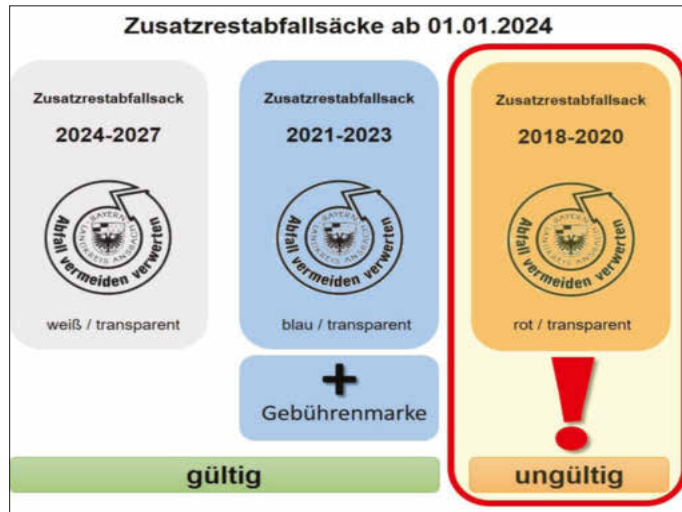 Zusatzrestabfallsäcke ab 01.01.2024
Zusatzrestabfallsack
2024-2027
BAYERN
LANDKREIS ANSBACH
Abfall vermeiden verwerten
weiß / transparent
Zusatzrestabfallsack
2021-2023
BAYERN
LANDKREIS ANSBACH
Abfall vermeiden verwerten
blau / transparent
+
Gebührenmarke
Zusatzrestabfallsack
2018-2020
BAYERN
LANDKREIS ANSBACH
Abfall vermeiden verwerten
rot / transparent
!
gültig
ungültig